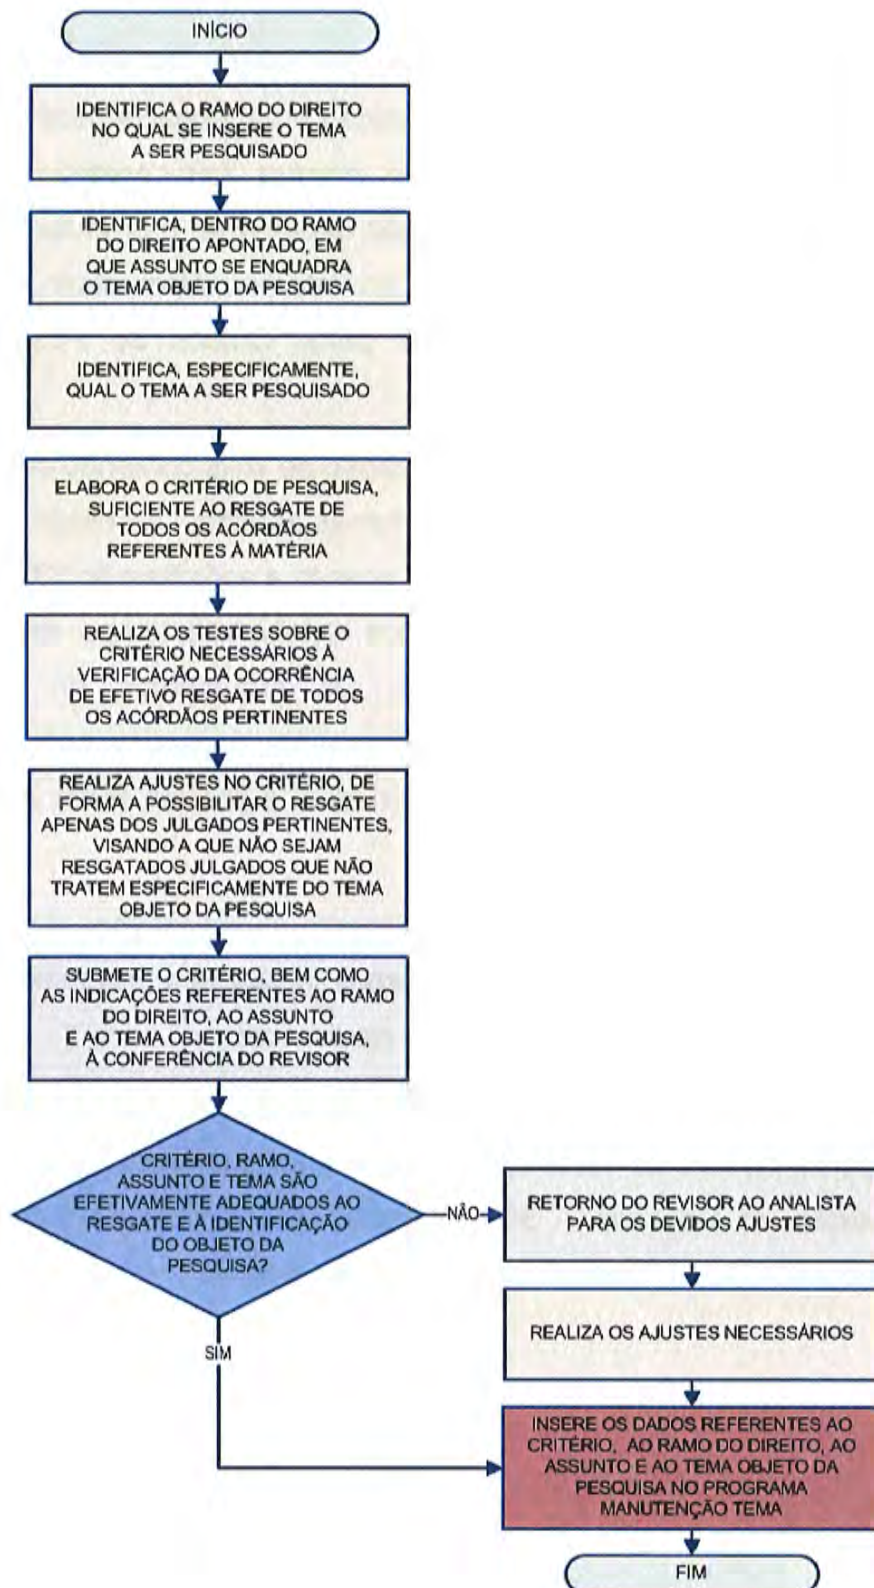 INÍCIO
IDENTIFICA O RAMO DO DIREITO
NO QUAL SE INSERE O TEMA
A SER PESQUISADO
IDENTIFICA, DENTRO DO RAMO
DO DIREITO APONTADO, EM
QUE ASSUNTO SE ENQUADRA
O TEMA OBJETO DA PESQUISA
IDENTIFICA, ESPECIFICAMENTE,
QUAL O TEMA A SER PESQUISADO
ELABORA O CRITÉRIO DE PESQUISA,
SUFICIENTE AO RESGATE DE
TODOS OS ACÓRDÃOS
REFERENTES À MATÉRIA
REALIZA OS TESTES SOBRE O
CRITÉRIO NECESSÁRIOS À
VERIFICAÇÃO DA OCORRÊNCIA
DE EFETIVO RESGATE DE TODOS
OS ACÓRDÃOS PERTINENTES
REALIZA AJUSTES NO CRITÉRIO, DE
FORMA A POSSIBILITAR O RESGATE
APENAS DOS JULGADOS PERTINENTES,
VISANDO A QUE NÃO SEJAM
RESGATADOS JULGADOS QUE NÃO
TRATEM ESPECIFICAMENTE DO TEMA
OBJETO DA PESQUISA
SUBMETE O CRITÉRIO, BEM COMO
AS INDICAÇÕES REFERENTES AO RAMO
DO DIREITO, AO ASSUNTO
E AO TEMA OBJETO DA PESQUISA,
À CONFERÊNCIA DO REVISOR
CRITÉRIO, RAMO,
ASSUNTO E TEMA SÃO
EFETIVAMENTE ADEQUADOS AO
RESGATE E À IDENTIFICAÇÃO
DO OBJETO DA
PESQUISA?
NÃO
RETORNO DO REVISOR AO ANALISTA
PARA OS DEVIDOS AJUSTES
REALIZA OS AJUSTES NECESSÁRIOS
SIM
INSERE OS DADOS REFERENTES AO
CRITÉRIO, AO RAMO DO DIREITO, AO
ASSUNTO E AO TEMA OBJETO DA
PESQUISA NO PROGRAMA
MANUTENÇÃO TEMA
FIM